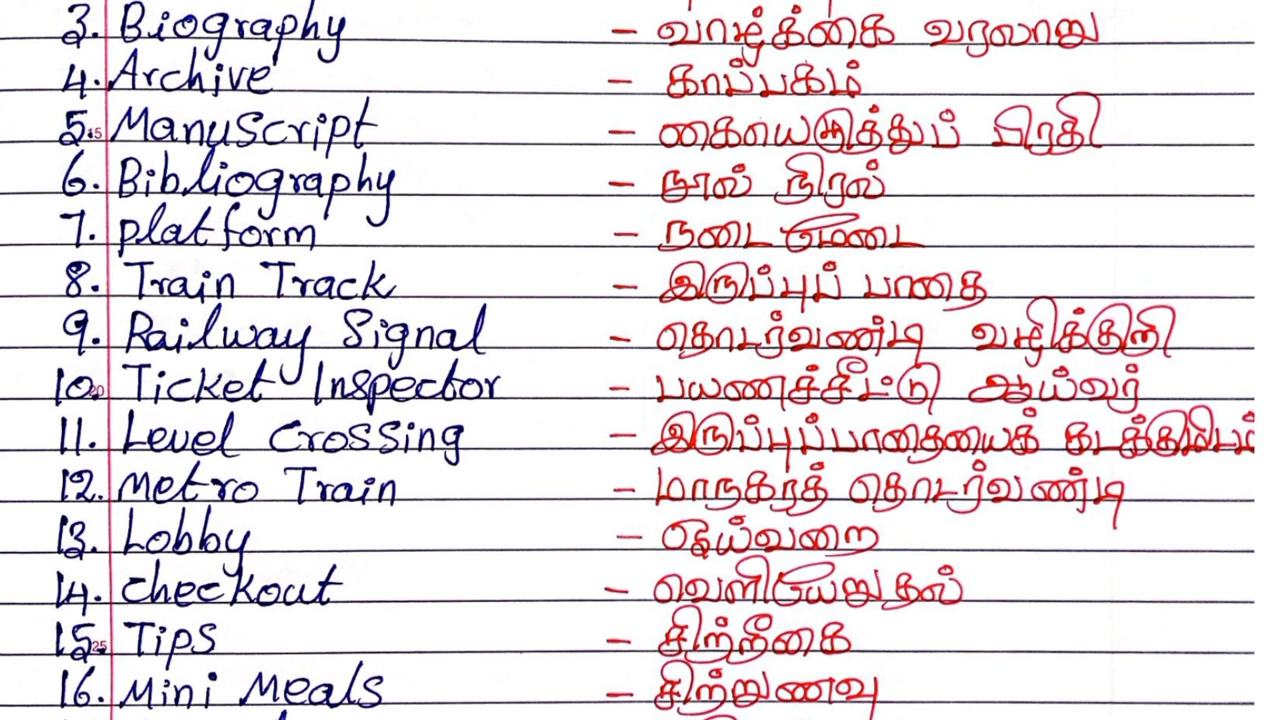 3. Biography - வாழ்க்கை வரலாறு
4. Archive - காப்பகம்
5. Manuscript - கையெழுத்துப் பிரதி
6. Bibliography - நூல் நிரல்
7. platform - நடைமேடை
8. Train Track - இருப்புப் பாதை
9. Railway Signal - தொடர்வண்டி வழிக்குறி
10. Ticket Inspector - பயணச்சீட்டு ஆய்வர்
11. Level Crossing - இருப்புப்பாதையைக் கடக்குமிடம்
12. Metro Train - மாநகரத் தொடர்வண்டி
13. Lobby - ஓய்வறை
14. Checkout - வெளியேறுதல்
15. Tips - சிற்றீகை
16. Mini Meals - சிற்றுணவு